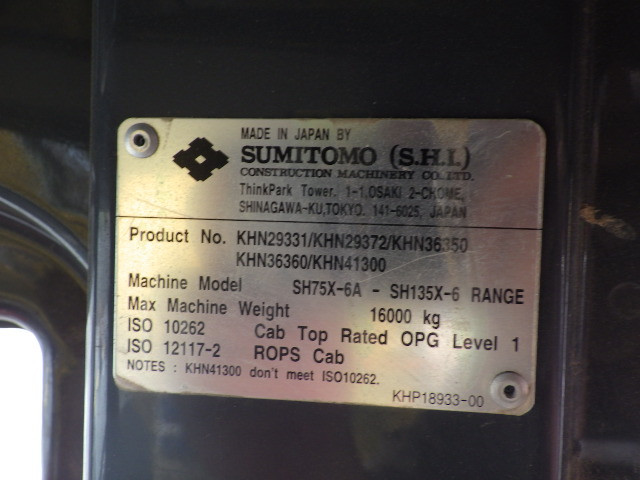 MADE IN JAPAN BY
SUMITOMO (S.H.I.)
CONSTRUCTION MACHINERY CO. LTD.
ThinkPark Tower. 1-1,OSAKI 2-CHOME,
SHINAGAWA-KU,TOKYO. 141-6025, JAPAN
Product No. KHN29331/KHN29372/KHN36350
KHN36360/KHN41300
Machine Model SH75X-6A - SH135X-6 RANGE
Max Machine Weight 16000 kg
ISO 10262 Cab Top Rated OPG Level 1
ISO 12117-2 ROPS Cab
NOTES : KHN41300 don't meet ISO10262.
KHP18933-00